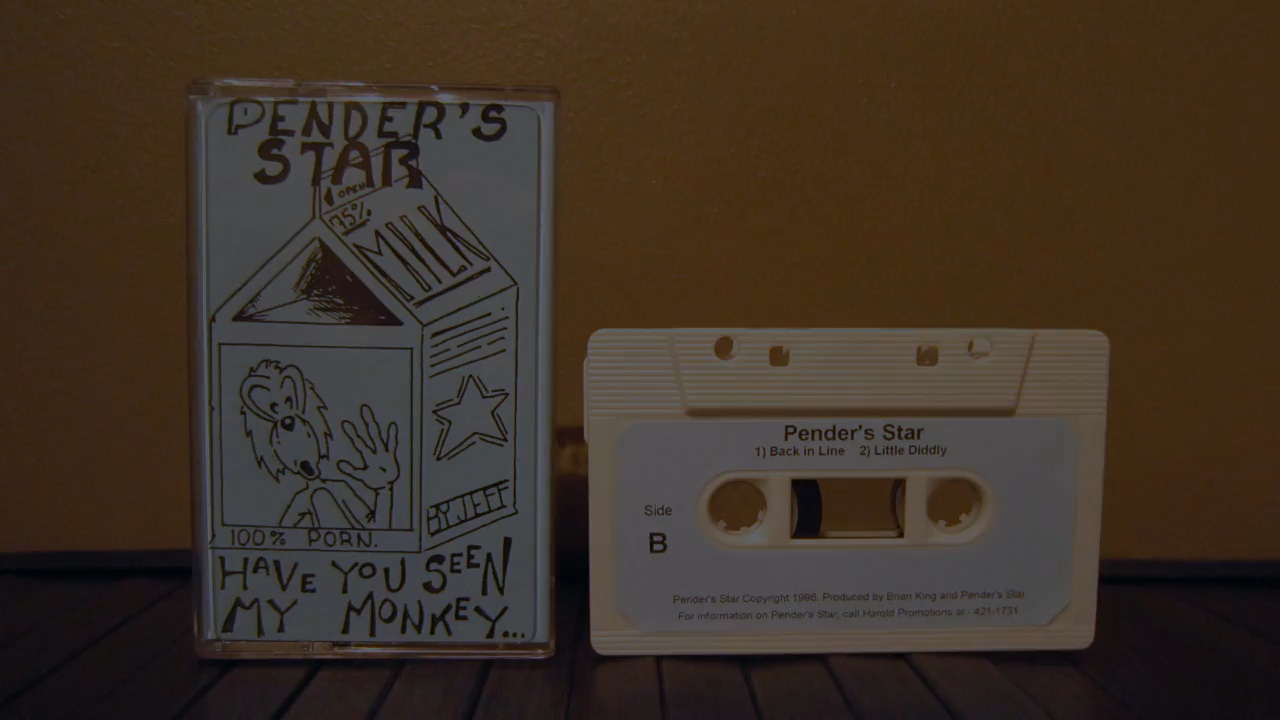 PENDER'S
STAR
OPEN
75%
MILK
BY JEFF
100% PORN.
HAVE YOU SEEN
MY MONKEY...
Pender's Star
1) Back in Line 2) Little Diddly
Side
B
Pender's Star Copyright 1996. Produced by Brian King and Pender's Star
For information on Pender's Star, call Harold Promotions at - 421-1731